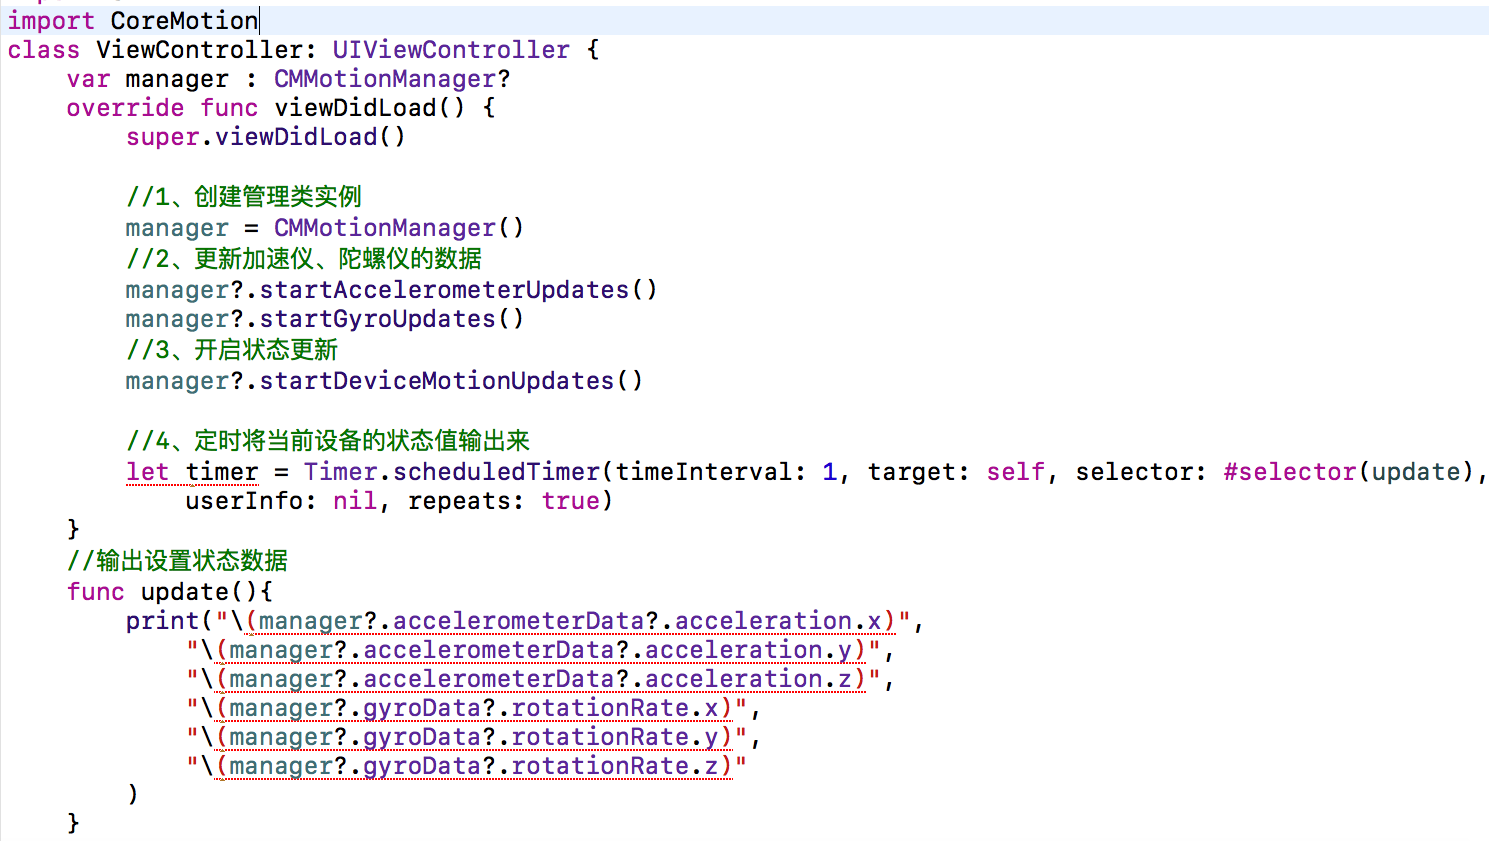 import CoreMotion
class ViewController: UIViewController {
    var manager : CMMotionManager?
    override func viewDidLoad() {
        super.viewDidLoad()

        //1、创建管理类实例
        manager = CMMotionManager()
        //2、更新加速仪、陀螺仪的数据
        manager?.startAccelerometerUpdates()
        manager?.startGyroUpdates()
        //3、开启状态更新
        manager?.startDeviceMotionUpdates()

        //4、定时将当前设备的状态值输出来
        let timer = Timer.scheduledTimer(timeInterval: 1, target: self, selector: #selector(update),
            userInfo: nil, repeats: true)
    }
    //输出设置状态数据
    func update(){
        print("\(manager?.accelerometerData?.acceleration.x)",
            "\(manager?.accelerometerData?.acceleration.y)",
            "\(manager?.accelerometerData?.acceleration.z)",
            "\(manager?.gyroData?.rotationRate.x)",
            "\(manager?.gyroData?.rotationRate.y)",
            "\(manager?.gyroData?.rotationRate.z)"
        )
    }